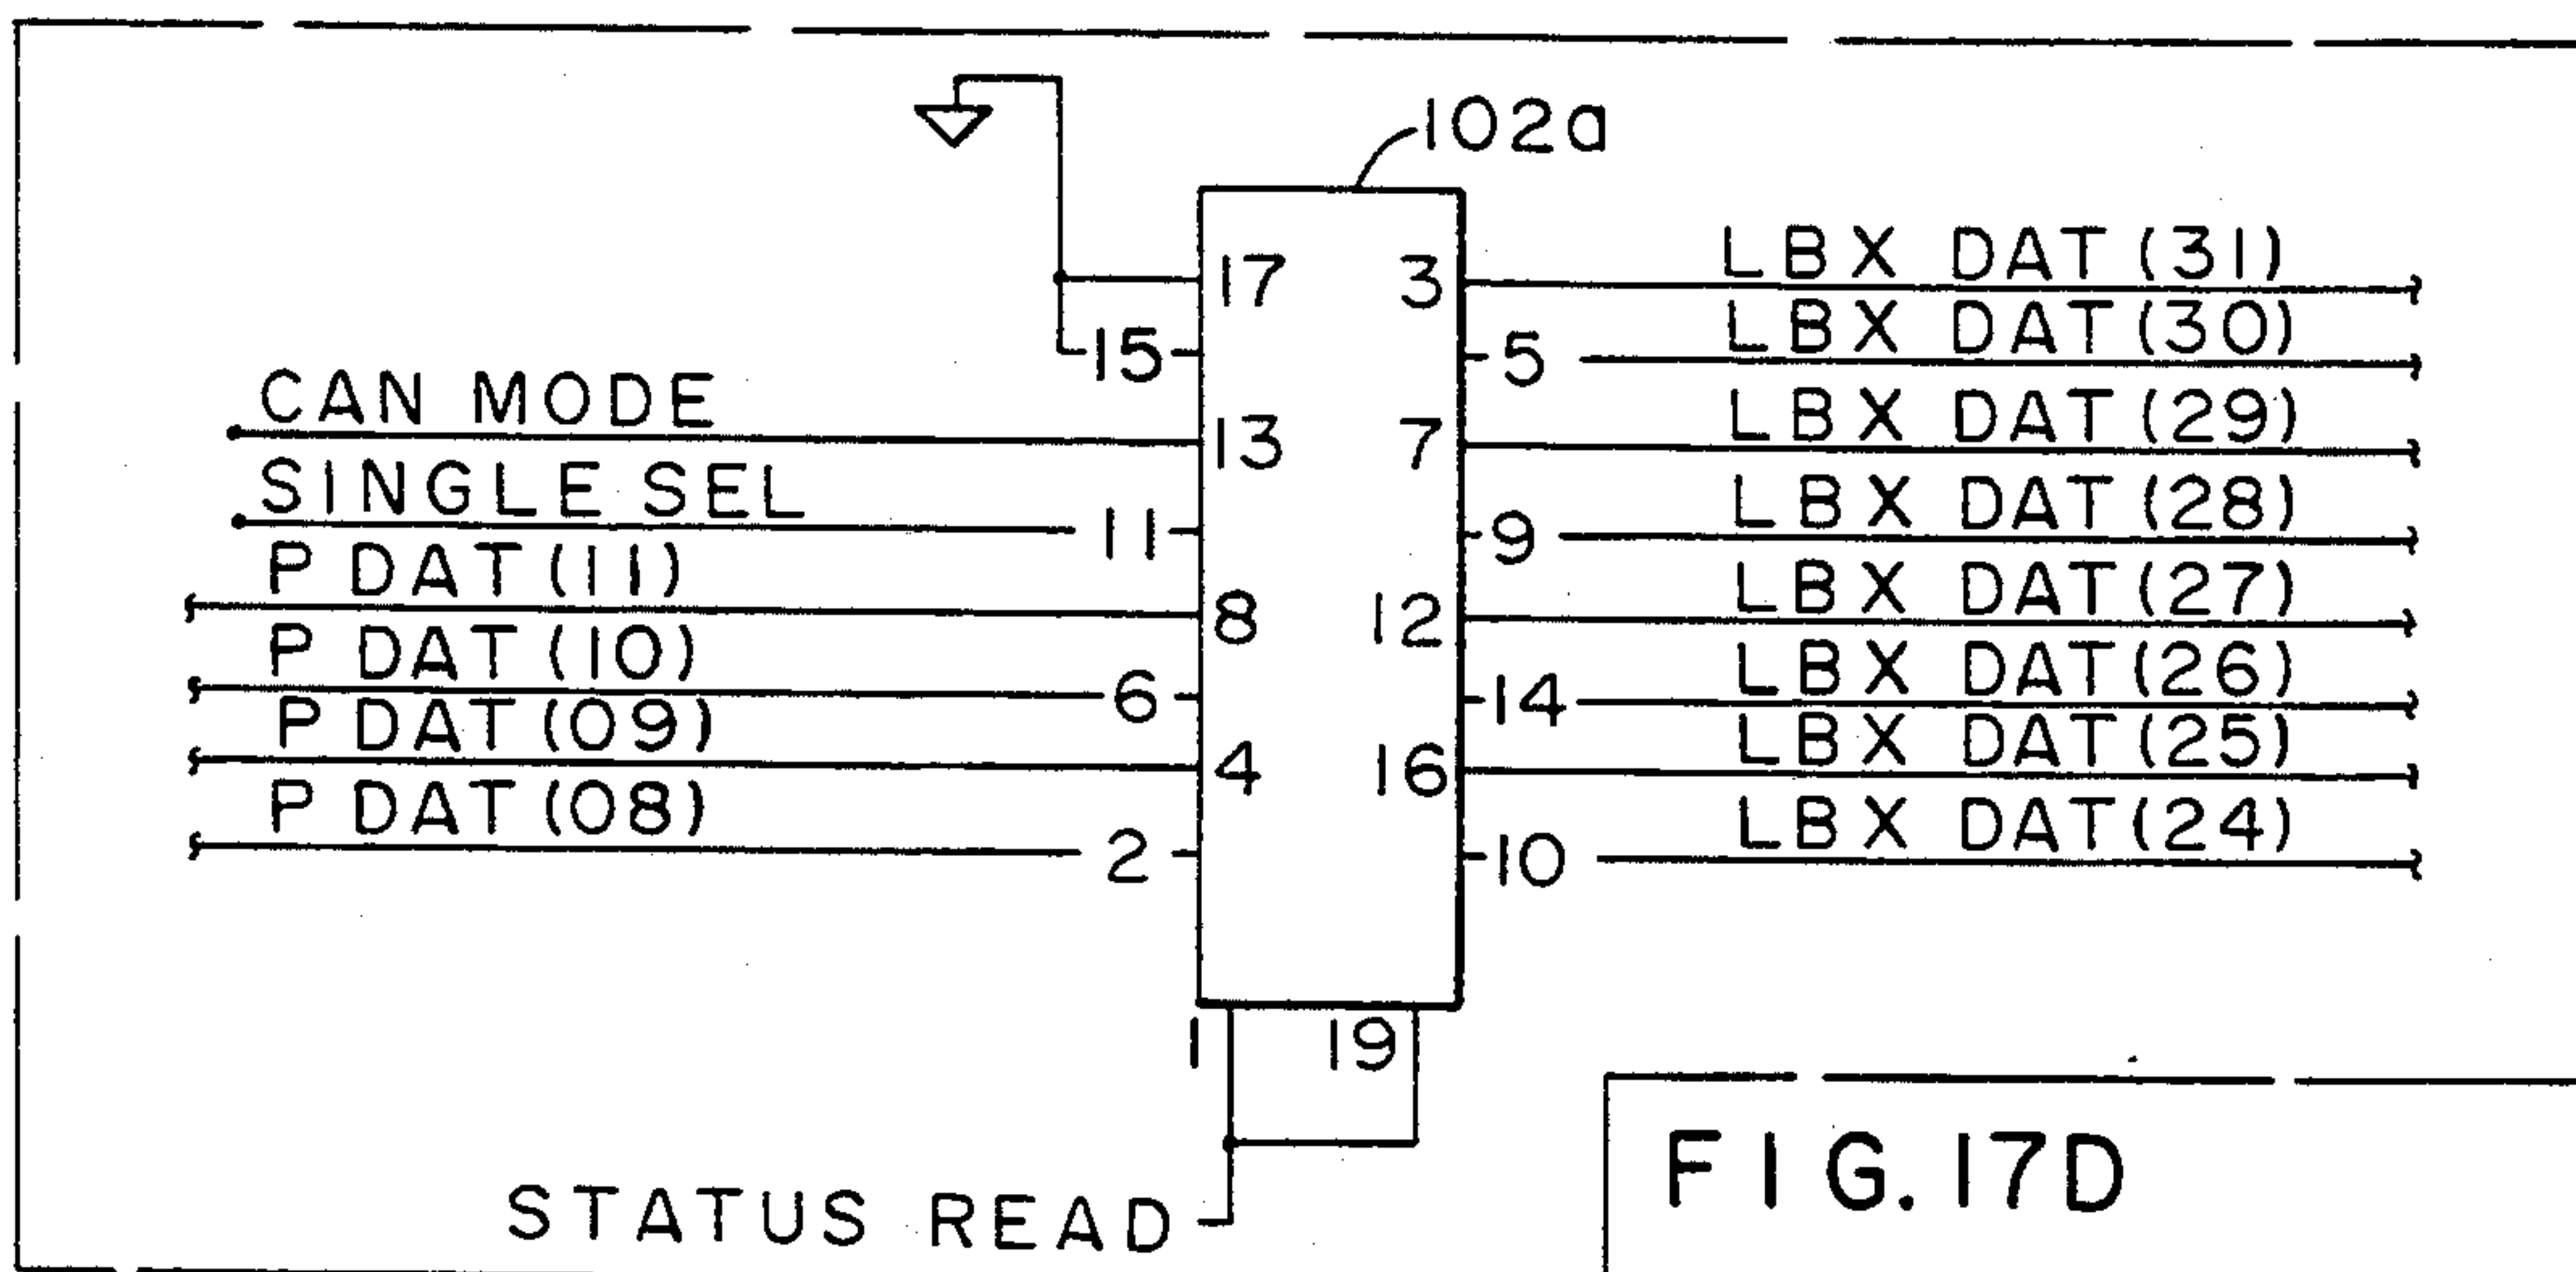 102a
17 3 LBX DAT(31)
15 5 LBX DAT(30)
CAN MODE 13 7 LBX DAT(29)
SINGLE SEL 11 9 LBX DAT(28)
P DAT(11) 8 12 LBX DAT(27)
P DAT(10) 6 14 LBX DAT(26)
P DAT(09) 4 16 LBX DAT(25)
P DAT(08) 2 10 LBX DAT(24)
1 19
STATUS READ
FIG. 17D